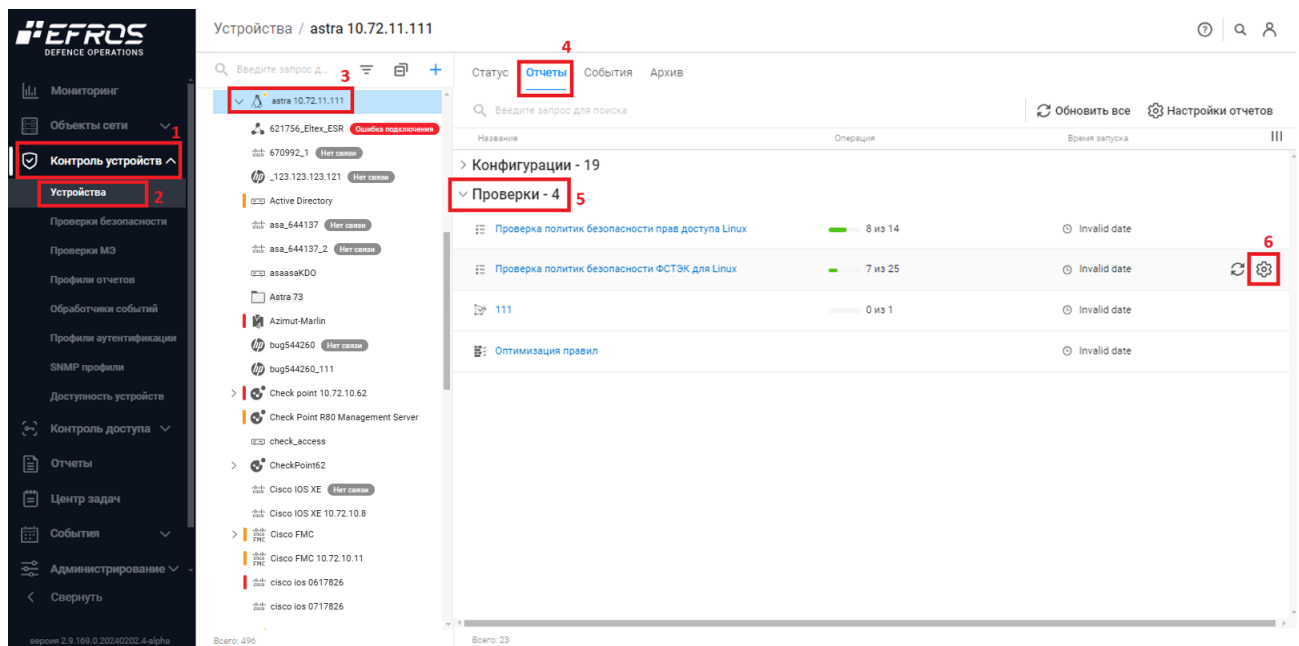 EFROS
DEFENCE OPERATIONS
Мониторинг
Объекты сети
1
Контроль устройств
Устройства
2
Проверки безопасности
Проверки МЭ
Профили отчетов
Обработчики событий
Профили аутентификации
SNMP профили
Доступность устройств
Контроль доступа
Отчеты
Центр задач
События
Администрирование
Свернуть
версия 2.9.169.0.20240202.4-alpha
Устройства / astra 10.72.11.111
Введите запрос д...
3
astra 10.72.11.111
621756_Eltex_ESR Ошибка подключения
670992_1 Нет связи
_123.123.123.121 Нет связи
Active Directory
asa_644137 Нет связи
asa_644137_2 Нет связи
asaasaKDO
Astra 73
Azimut-Marlin
bug544260 Нет связи
bug544260_111
Check point 10.72.10.62
Check Point R80 Management Server
check_access
CheckPoint62
Cisco IOS XE Нет связи
Cisco IOS XE 10.72.10.8
Cisco FMC
Cisco FMC 10.72.10.11
cisco ios 0617826
cisco ios 0717826
Всего: 496
4
Статус Отчеты События Архив
Введите запрос для поиска
Обновить все Настройки отчетов
Название Операция Время запуска
Конфигурации - 19
Проверки - 4
5
Проверка политик безопасности прав доступа Linux 8 из 14 Invalid date
6
Проверка политик безопасности ФСТЭК для Linux 7 из 25 Invalid date
111 0 из 1 Invalid date
Оптимизация правил Invalid date
Всего: 23